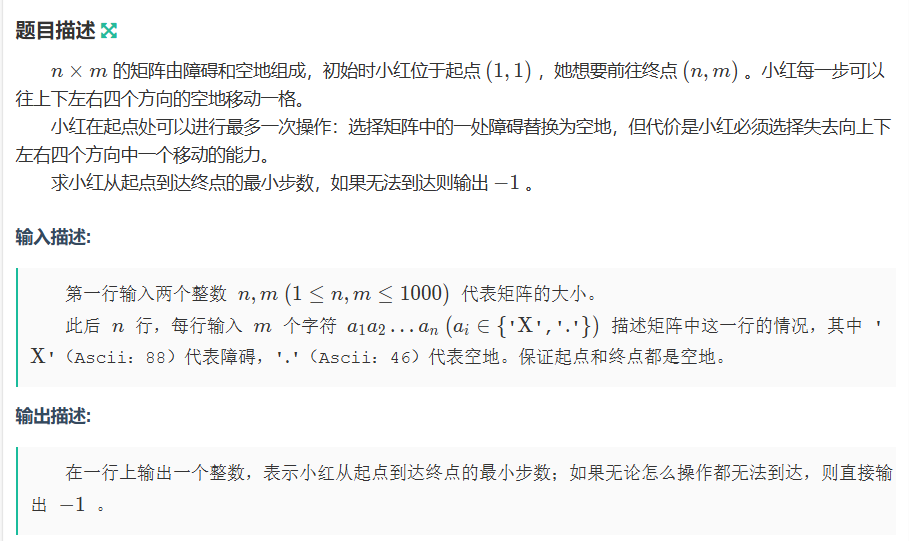 题目描述
n × m 的矩阵由障碍和空地组成，初始时小红位于起点 (1, 1) ，她想要前往终点 (n, m) 。小红每一步可以
往上下左右四个方向的空地移动一格。
小红在起点处可以进行最多一次操作：选择矩阵中的一处障碍替换为空地，但代价是小红必须选择失去向上下
左右四个方向中一个移动的能力。
求小红从起点到达终点的最小步数，如果无法到达则输出 −1 。
输入描述:
第一行输入两个整数 n, m (1 ≤ n, m ≤ 1000) 代表矩阵的大小。
此后 n 行，每行输入 m 个字符 a₁a₂…aₙ (aᵢ ∈ {'X', '.'}) 描述矩阵中这一行的情况，其中 '
X'（Ascii：88）代表障碍，'.'（Ascii：46）代表空地。保证起点和终点都是空地。
输出描述:
在一行上输出一个整数，表示小红从起点到达终点的最小步数；如果无论怎么操作都无法到达，则直接输
出 −1 。